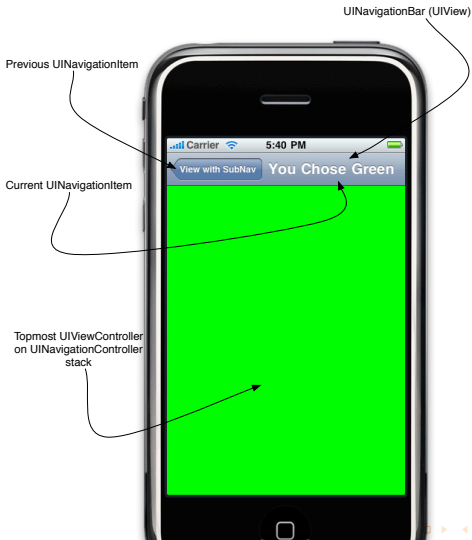 UINavigationBar (UIView)
Previous UINavigationItem
Carrier 5:40 PM
View with SubNav You Chose Green
Current UINavigationItem
Topmost UIViewController
on UINavigationController
stack